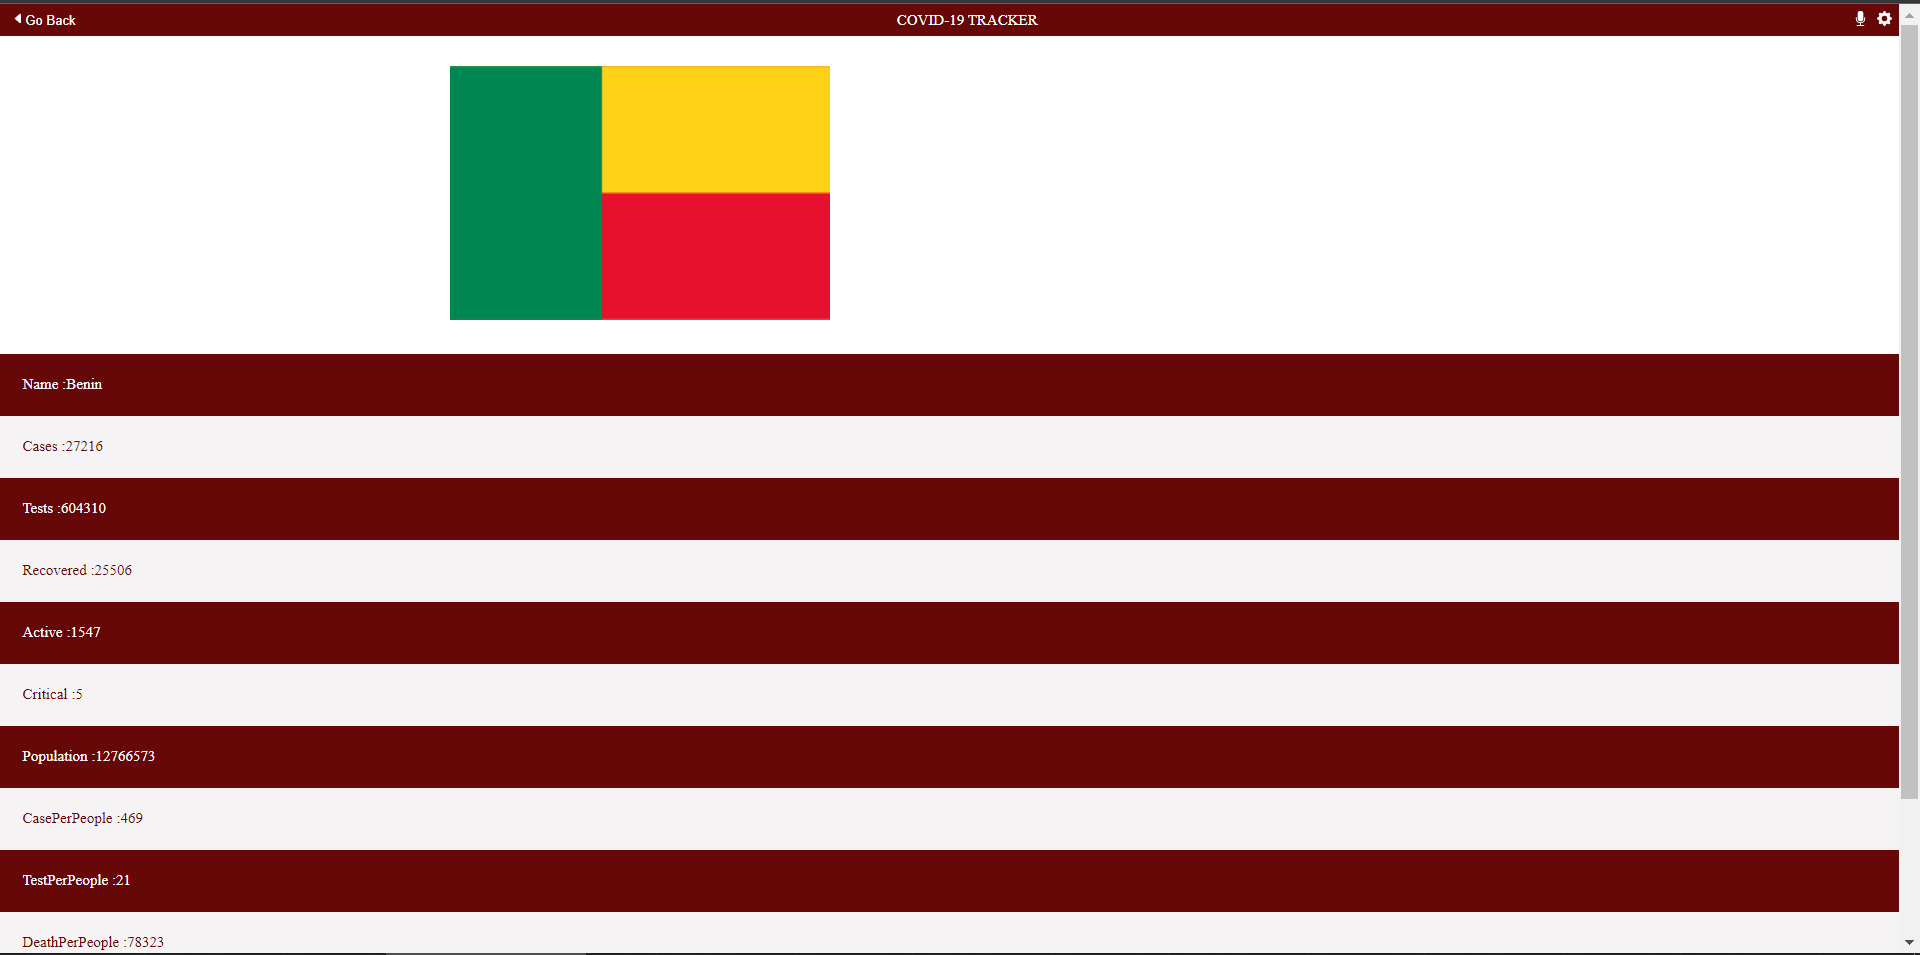 Go Back
COVID-19 TRACKER
Name :Benin
Cases :27216
Tests :604310
Recovered :25506
Active :1547
Critical :5
Population :12766573
CasePerPeople :469
TestPerPeople :21
DeathPerPeople :78323